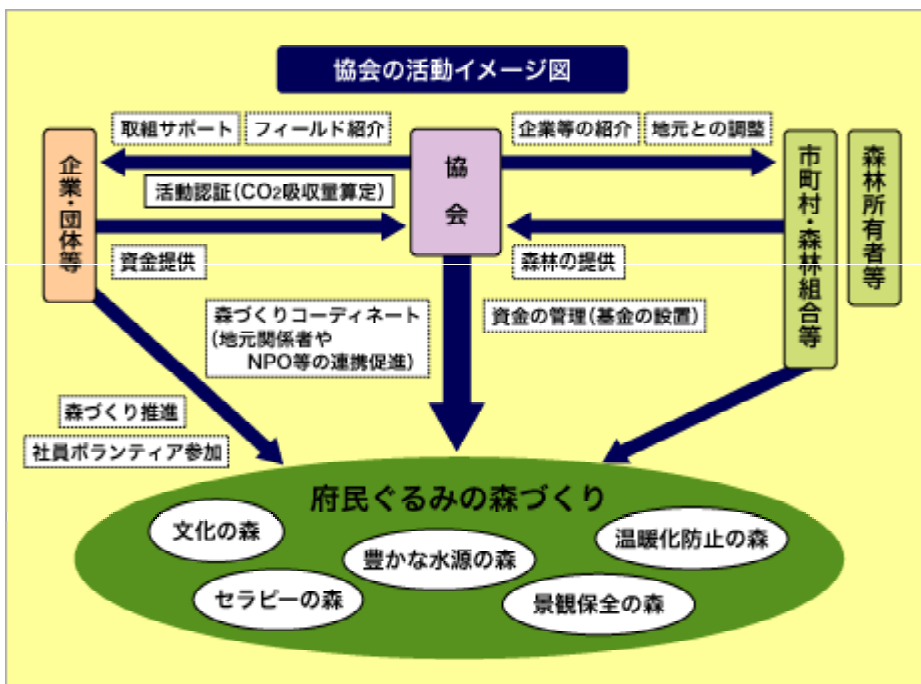 協会の活動イメージ図
取組サポート
フィールド紹介
企業等の紹介
地元との調整
企業・団体等
協会
市町村・森林組合等
森林所有者等
活動認証(CO2吸収量算定)
資金提供
森林の提供
森づくりコーディネート
(地元関係者や
NPO等の連携促進)
資金の管理(基金の設置)
森づくり推進
社員ボランティア参加
府民ぐるみの森づくり
文化の森
豊かな水源の森
温暖化防止の森
セラピーの森
景観保全の森